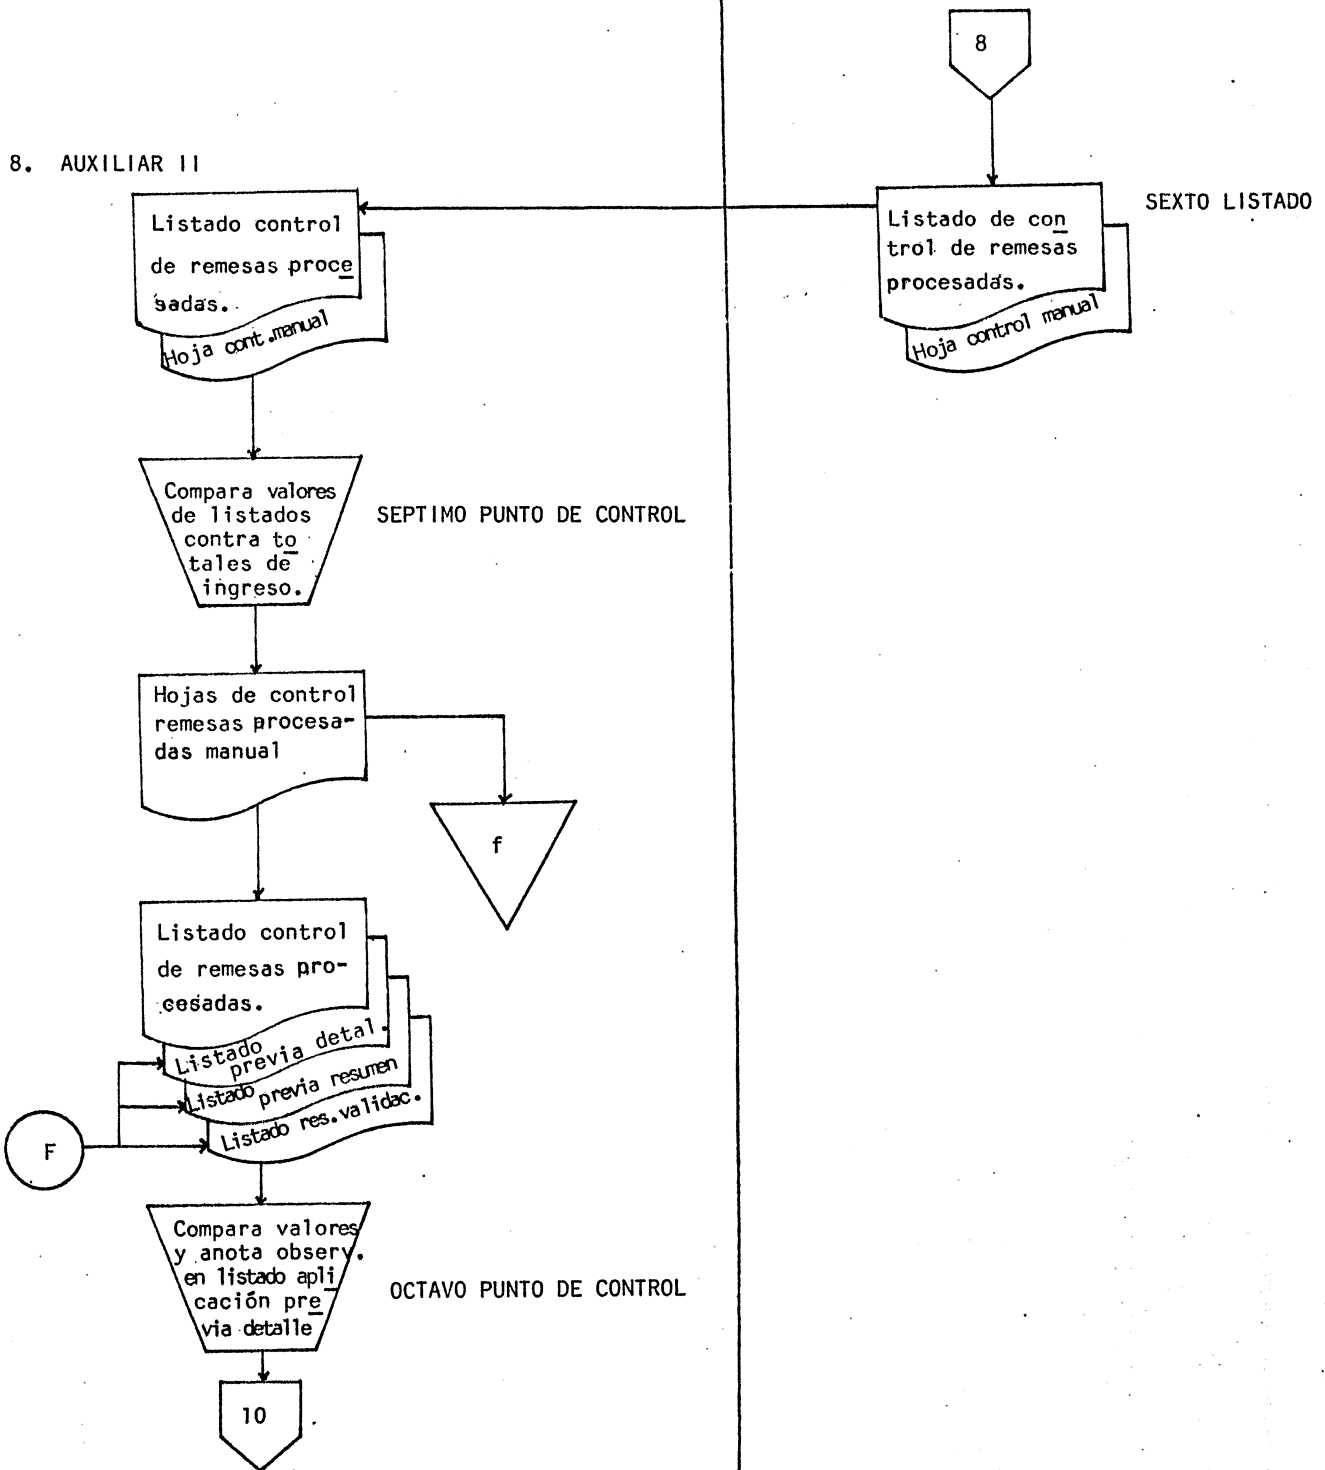 8
8. AUXILIAR II
SEXTO LISTADO
Listado control
de remesas proce
sadas.
Hoja cont.manual
Listado de con
trol de remesas
procesadas.
Hoja control manual
Compara valores
de listados
contra to
tales de
ingreso.
SEPTIMO PUNTO DE CONTROL
Hojas de control
remesas procesa-
das manual
f
Listado control
de remesas pro-
cesadas.
Listado
previa detal.
Listado previa resumen
Listado res.validac.
F
Compara valores
y anota observ.
en listado apli
cación pre
via detalle
OCTAVO PUNTO DE CONTROL
10